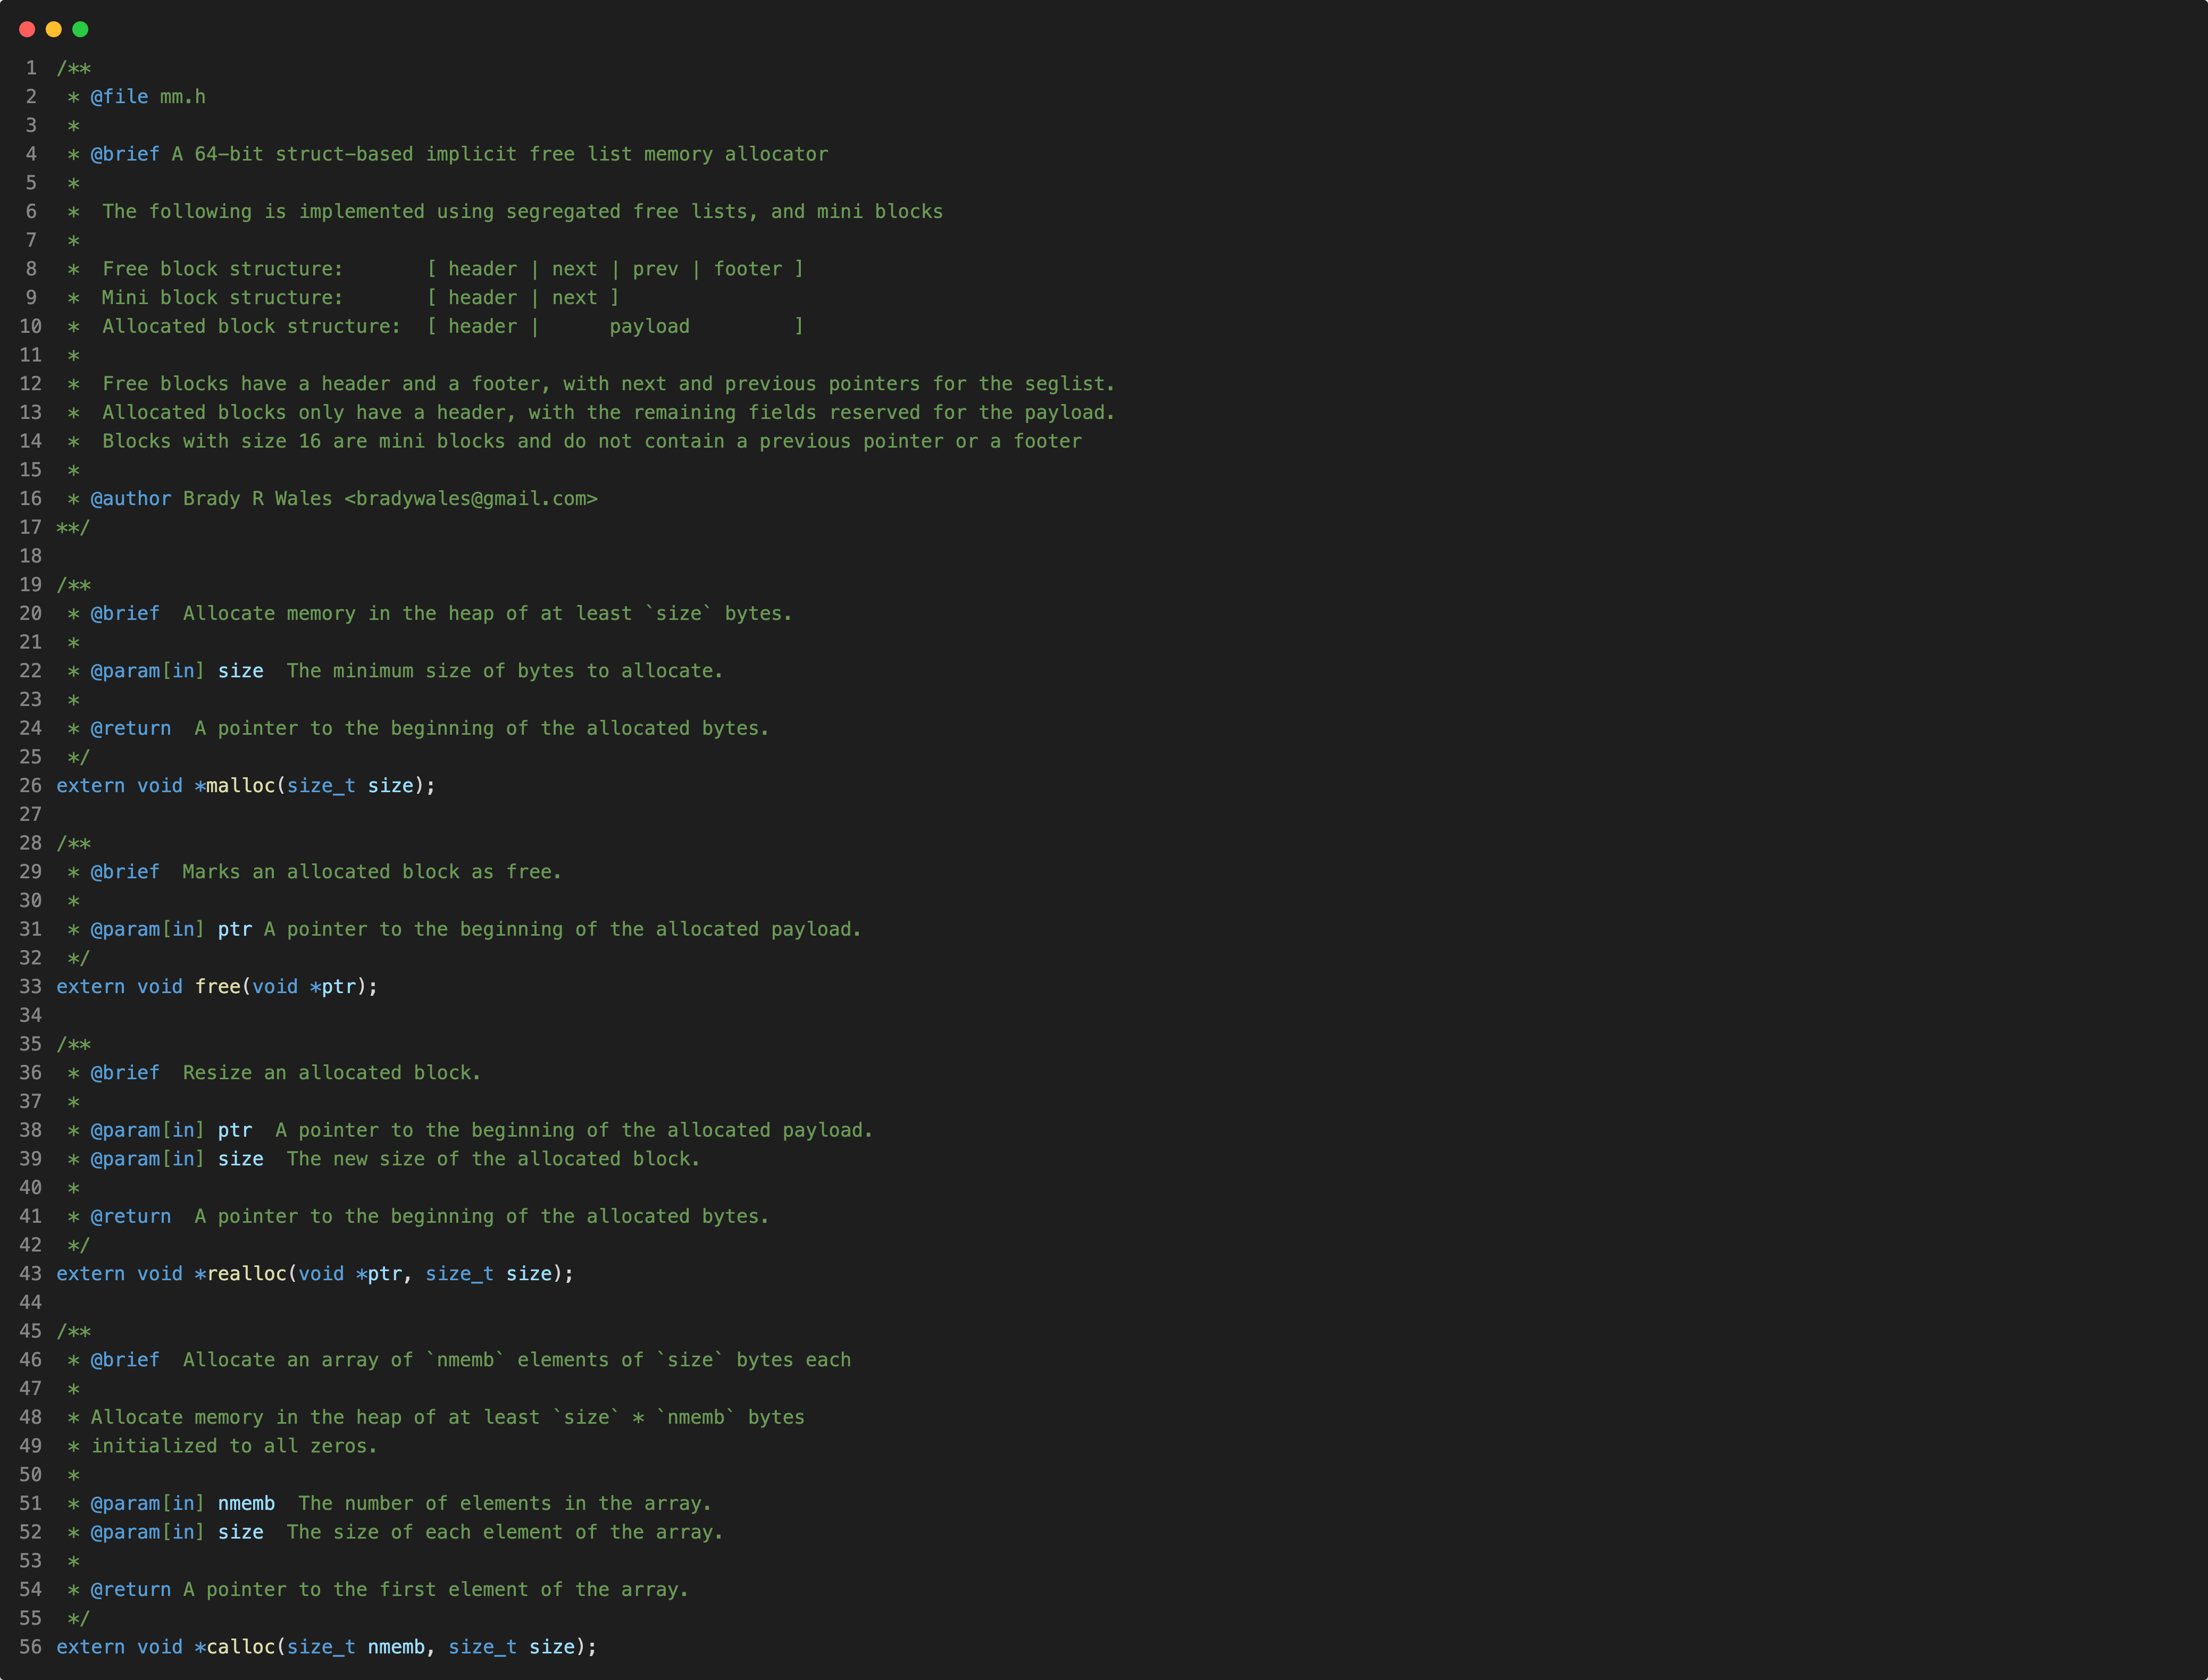 1 /**
2  * @file mm.h
3  *
4  * @brief A 64-bit struct-based implicit free list memory allocator
5  *
6  *  The following is implemented using segregated free lists, and mini blocks
7  *
8  *  Free block structure:       [ header | next | prev | footer ]
9  *  Mini block structure:       [ header | next ]
10  *  Allocated block structure:  [ header |      payload         ]
11  *
12  *  Free blocks have a header and a footer, with next and previous pointers for the seglist.
13  *  Allocated blocks only have a header, with the remaining fields reserved for the payload.
14  *  Blocks with size 16 are mini blocks and do not contain a previous pointer or a footer
15  *
16  * @author Brady R Wales <bradywales@gmail.com>
17 **/
18
19 /**
20  * @brief  Allocate memory in the heap of at least `size` bytes.
21  *
22  * @param[in] size  The minimum size of bytes to allocate.
23  *
24  * @return  A pointer to the beginning of the allocated bytes.
25  */
26 extern void *malloc(size_t size);
27
28 /**
29  * @brief  Marks an allocated block as free.
30  *
31  * @param[in] ptr A pointer to the beginning of the allocated payload.
32  */
33 extern void free(void *ptr);
34
35 /**
36  * @brief  Resize an allocated block.
37  *
38  * @param[in] ptr  A pointer to the beginning of the allocated payload.
39  * @param[in] size  The new size of the allocated block.
40  *
41  * @return  A pointer to the beginning of the allocated bytes.
42  */
43 extern void *realloc(void *ptr, size_t size);
44
45 /**
46  * @brief  Allocate an array of `nmemb` elements of `size` bytes each
47  *
48  * Allocate memory in the heap of at least `size` * `nmemb` bytes
49  * initialized to all zeros.
50  *
51  * @param[in] nmemb  The number of elements in the array.
52  * @param[in] size  The size of each element of the array.
53  *
54  * @return A pointer to the first element of the array.
55  */
56 extern void *calloc(size_t nmemb, size_t size);